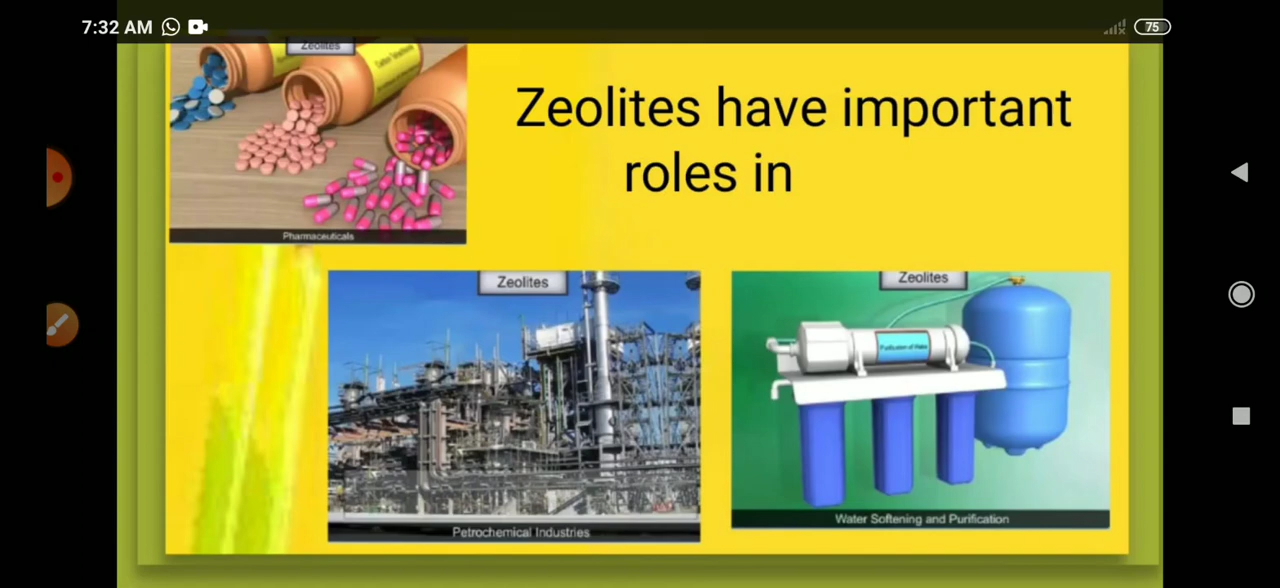 7:32 AM
75
Zeolites
Zeolites have important
roles in
Pharmaceuticals
Zeolites
Zeolites
Purification of Water
Petrochemical Industries
Water Softening and Purification